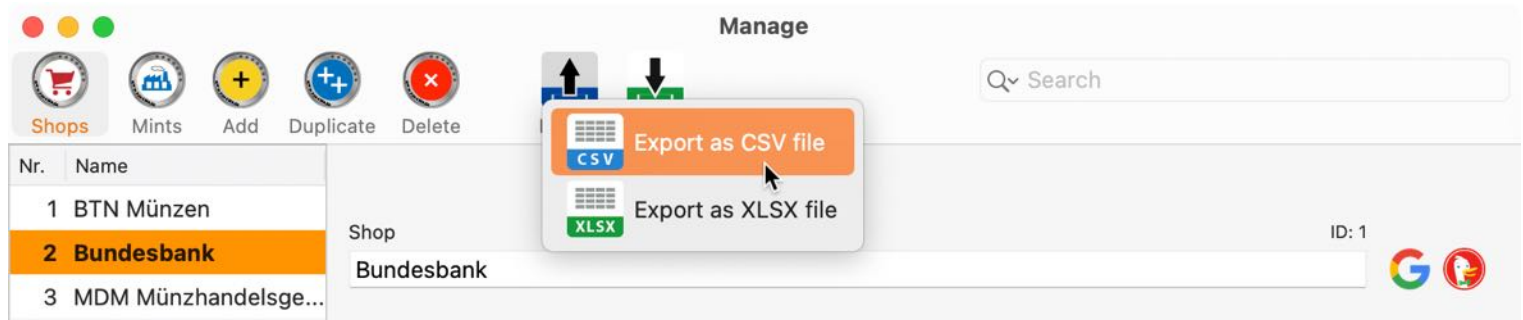 Manage
Search
Shops Mints Add Duplicate Delete
Export as CSV file
CSV
Export as XLSX file
XLSX
Nr. Name
1 BTN Münzen
2 Bundesbank
3 MDM Münzhandelsge...
Shop ID: 1
Bundesbank